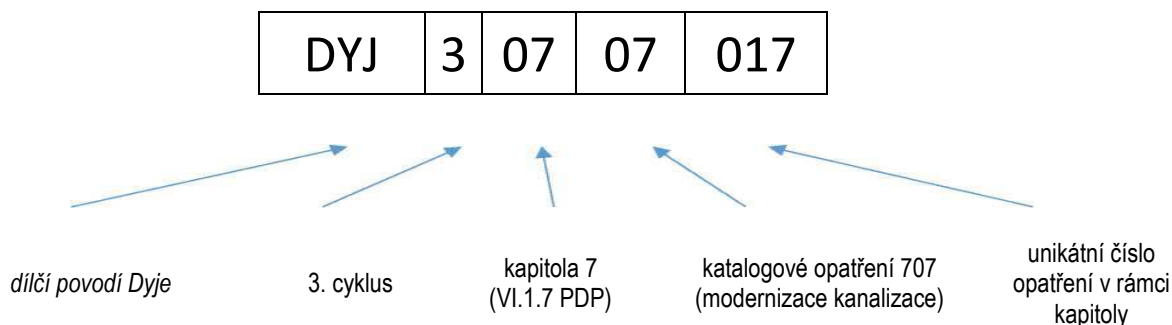 DYJ 3 07 07 017
dílčí povodí Dyje
3. cyklus
kapitola 7
(VI.1.7 PDP)
katalogové opatření 707
(modernizace kanalizace)
unikátní číslo
opatření v rámci
kapitoly